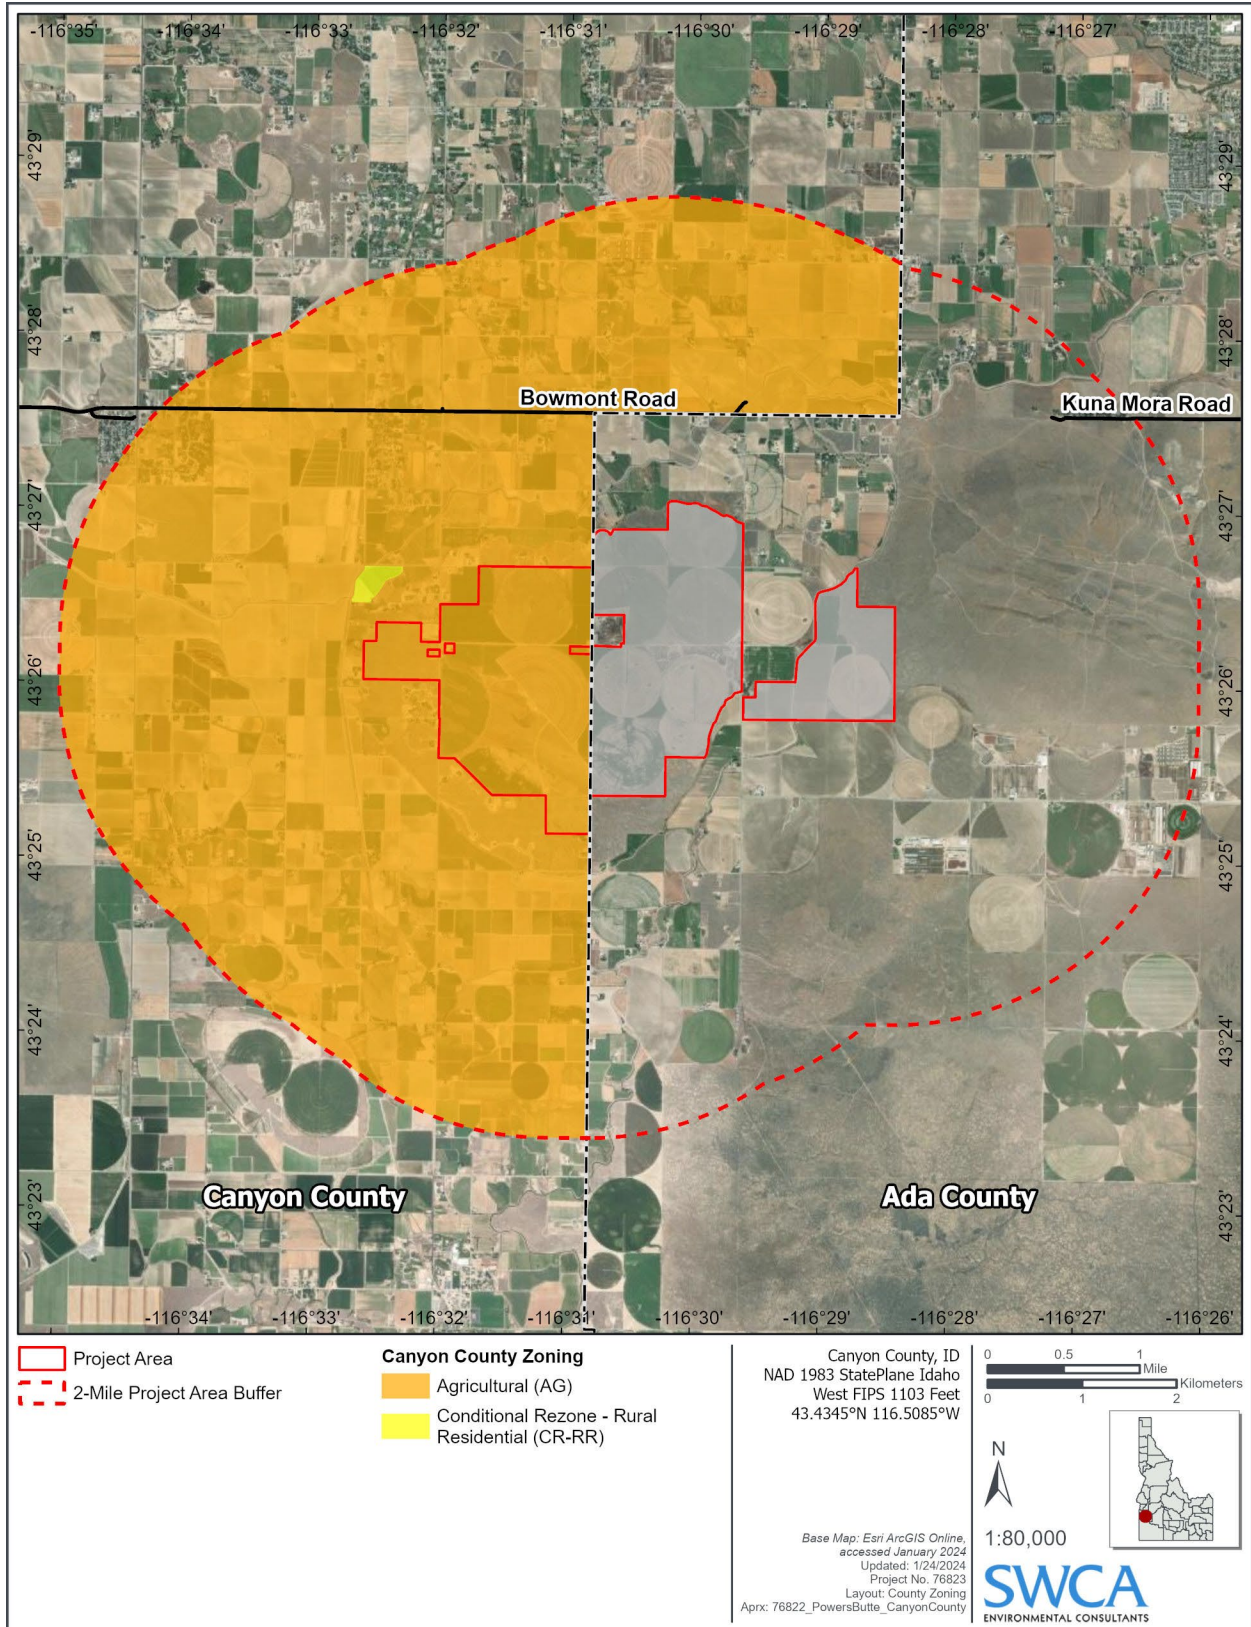 -116°35' -116°34' -116°33' -116°32' -116°31' -116°30' -116°29' -116°28' -116°27'
43°29' 43°29'
43°28' 43°28'
Bowmont Road
Kuna Mora Road
43°27' 43°27'
43°26' 43°26'
43°25' 43°25'
43°24' 43°24'
Canyon County
Ada County
43°23' 43°23'
-116°34' -116°33' -116°32' -116°31' -116°30' -116°29' -116°28' -116°27' -116°26'
Project Area
2-Mile Project Area Buffer
Canyon County Zoning
Agricultural (AG)
Conditional Rezone - Rural
Residential (CR-RR)
Canyon County, ID
NAD 1983 StatePlane Idaho
West FIPS 1103 Feet
43.4345°N 116.5085°W
Base Map: Esri ArcGIS Online,
accessed January 2024
Updated: 1/24/2024
Project No. 76823
Layout: County Zoning
Aprx: 76822_PowersButte_CanyonCounty
0 0.5 1
Mile
Kilometers
0 1 2
N
1:80,000
SWCA
ENVIRONMENTAL CONSULTANTS